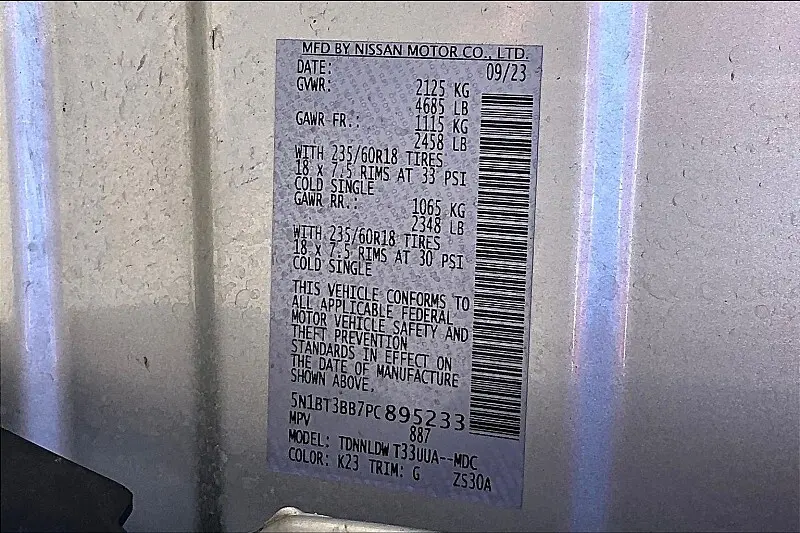 MFD BY NISSAN MOTOR CO., LTD.
DATE: 09/23
GVWR: 2125 KG
4685 LB
GAWR FR.: 1115 KG
2458 LB
WITH 235/60R18 TIRES
18 x 7.5 RIMS AT 33 PSI
COLD SINGLE
GAWR RR.: 1065 KG
2348 LB
WITH 235/60R18 TIRES
18 x 7.5 RIMS AT 30 PSI
COLD SINGLE
THIS VEHICLE CONFORMS TO
ALL APPLICABLE FEDERAL
MOTOR VEHICLE SAFETY AND
THEFT PREVENTION
STANDARDS IN EFFECT ON
THE DATE OF MANUFACTURE
SHOWN ABOVE.
5N1BT3BB7PC895233
MPV 887
MODEL: TDNNLDW T33UUA--MDC
COLOR: K23 TRIM: G ZS30A